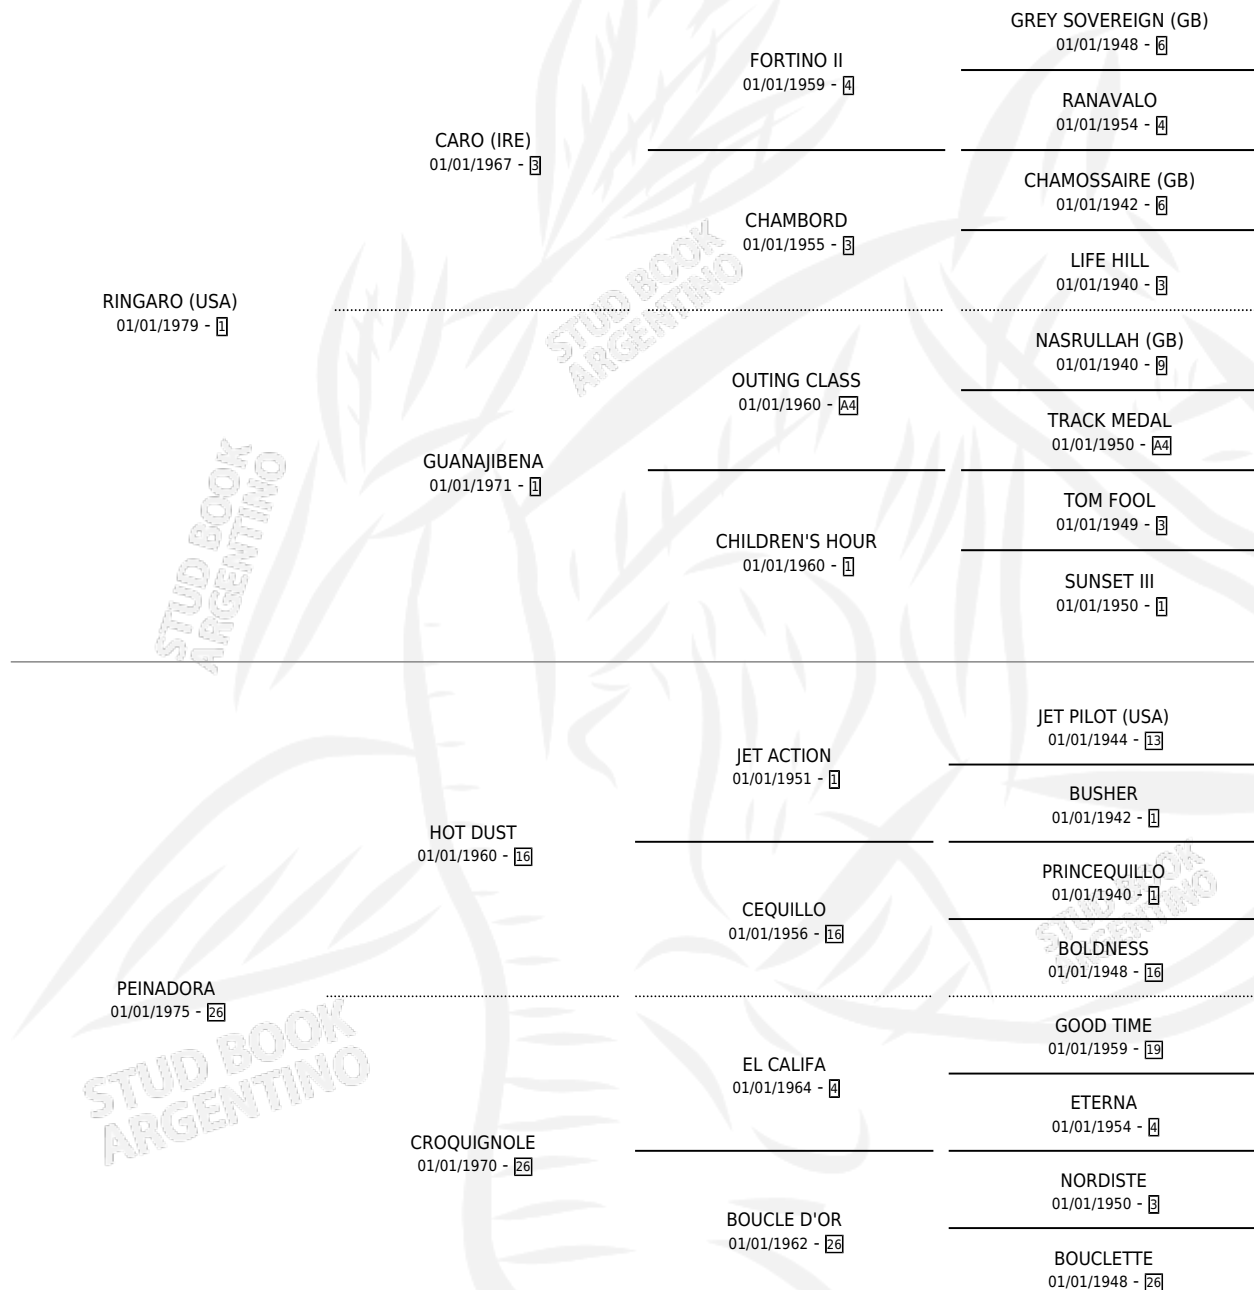 GREY SOVEREIGN (GB)
01/01/1948 - 6
FORTINO II
01/01/1959 - 4
RANAVALO
01/01/1954 - 4
CARO (IRE)
01/01/1967 - 3
CHAMOSSAIRE (GB)
01/01/1942 - 6
CHAMBORD
01/01/1955 - 3
LIFE HILL
01/01/1940 - 3
RINGARO (USA)
01/01/1979 - 1
NASRULLAH (GB)
01/01/1940 - 9
OUTING CLASS
01/01/1960 - A4
TRACK MEDAL
01/01/1950 - A4
GUANAJIBENA
01/01/1971 - 1
TOM FOOL
01/01/1949 - 3
CHILDREN'S HOUR
01/01/1960 - 1
SUNSET III
01/01/1950 - 1
JET PILOT (USA)
01/01/1944 - 13
JET ACTION
01/01/1951 - 1
BUSHER
01/01/1942 - 1
HOT DUST
01/01/1960 - 16
PRINCEQUILLO
01/01/1940 - 1
CEQUILLO
01/01/1956 - 16
BOLDNESS
01/01/1948 - 16
PEINADORA
01/01/1975 - 26
GOOD TIME
01/01/1959 - 19
EL CALIFA
01/01/1964 - 4
ETERNA
01/01/1954 - 4
CROQUIGNOLE
01/01/1970 - 26
NORDISTE
01/01/1950 - 3
BOUCLE D'OR
01/01/1962 - 26
BOUCLETTE
01/01/1948 - 26
STUD BOOK
ARGENTINO
STUD BOOK
ARGENTINO
STUD BOOK
ARGENTINO
STUD BOOK
ARGENTINO